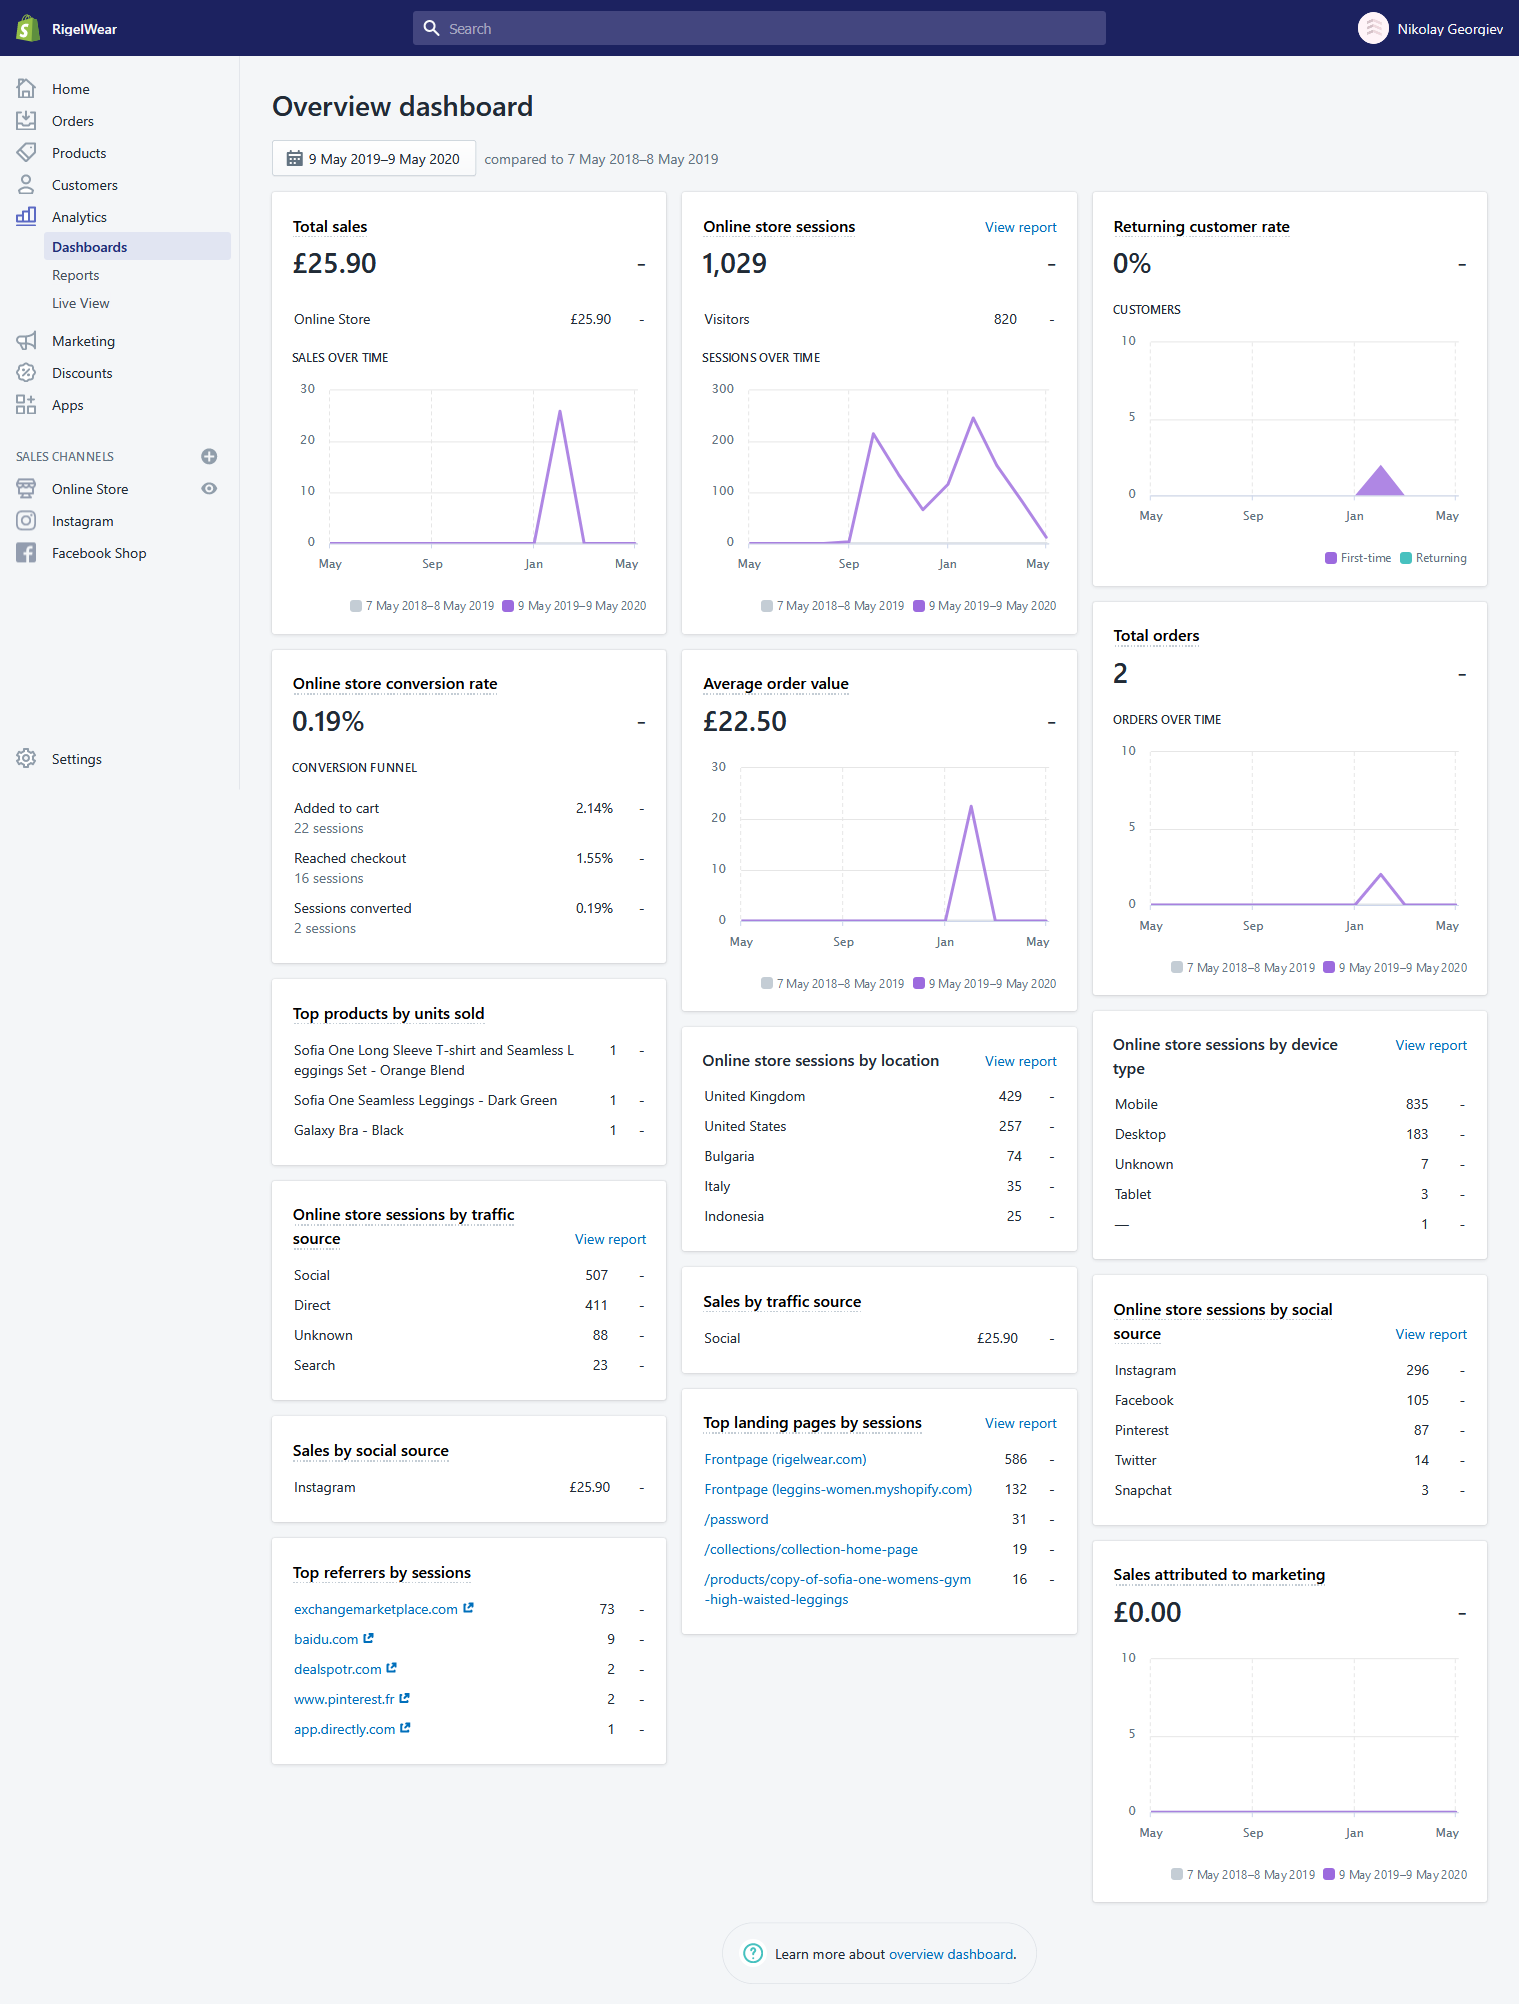 RigelWear
Search
Nikolay Georgiev
Home
Orders
Products
Customers
Analytics
Dashboards
Reports
Live View
Marketing
Discounts
Apps
SALES CHANNELS
Online Store
Instagram
Facebook Shop
Settings
Overview dashboard
9 May 2019–9 May 2020 compared to 7 May 2018–8 May 2019
Total sales
£25.90 -
Online Store £25.90 -
SALES OVER TIME
30
20
10
0
May Sep Jan May
7 May 2018–8 May 2019 9 May 2019–9 May 2020
Online store conversion rate
0.19% -
CONVERSION FUNNEL
Added to cart 2.14% -
22 sessions
Reached checkout 1.55% -
16 sessions
Sessions converted 0.19% -
2 sessions
Top products by units sold
Sofia One Long Sleeve T-shirt and Seamless L 1 -
eggings Set - Orange Blend
Sofia One Seamless Leggings - Dark Green 1 -
Galaxy Bra - Black 1 -
Online store sessions by traffic
source View report
Social 507 -
Direct 411 -
Unknown 88 -
Search 23 -
Sales by social source
Instagram £25.90 -
Top referrers by sessions
exchangemarketplace.com 73 -
baidu.com 9 -
dealspotr.com 2 -
www.pinterest.fr 2 -
app.directly.com 1 -
Online store sessions View report
1,029 -
Visitors 820 -
SESSIONS OVER TIME
300
200
100
0
May Sep Jan May
7 May 2018–8 May 2019 9 May 2019–9 May 2020
Average order value
£22.50 -
30
20
10
0
May Sep Jan May
7 May 2018–8 May 2019 9 May 2019–9 May 2020
Online store sessions by location View report
United Kingdom 429 -
United States 257 -
Bulgaria 74 -
Italy 35 -
Indonesia 25 -
Sales by traffic source
Social £25.90 -
Top landing pages by sessions View report
Frontpage (rigelwear.com) 586 -
Frontpage (leggins-women.myshopify.com) 132 -
/password 31 -
/collections/collection-home-page 19 -
/products/copy-of-sofia-one-womens-gym 16 -
-high-waisted-leggings
Returning customer rate
0% -
CUSTOMERS
10
5
0
May Sep Jan May
First-time Returning
Total orders
2 -
ORDERS OVER TIME
10
5
0
May Sep Jan May
7 May 2018–8 May 2019 9 May 2019–9 May 2020
Online store sessions by device View report
type
Mobile 835 -
Desktop 183 -
Unknown 7 -
Tablet 3 -
— 1 -
Online store sessions by social
source View report
Instagram 296 -
Facebook 105 -
Pinterest 87 -
Twitter 14 -
Snapchat 3 -
Sales attributed to marketing
£0.00 -
10
5
0
May Sep Jan May
7 May 2018–8 May 2019 9 May 2019–9 May 2020
Learn more about overview dashboard.